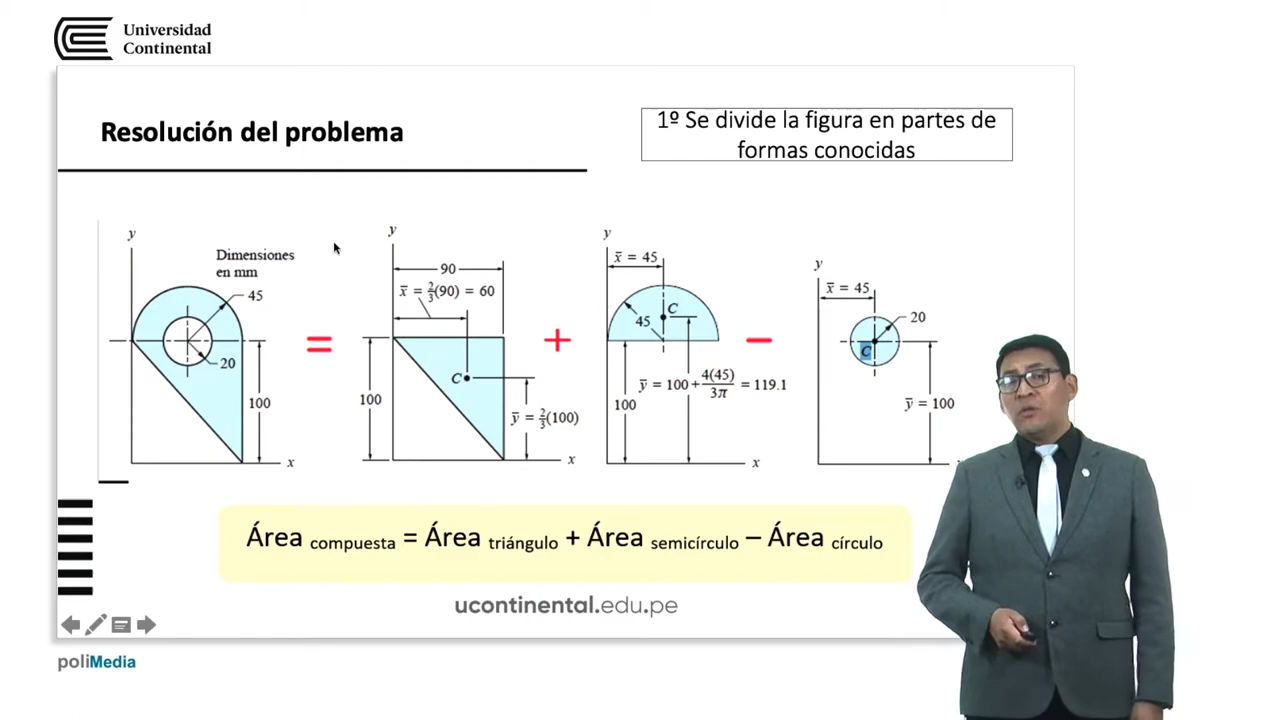 Universidad
Continental
Resolución del problema
1º Se divide la figura en partes de
formas conocidas
y
Dimensiones
en mm
45
20
100
x
=
y
90
x̄ = 2/3(90) = 60
100
C
ȳ = 2/3(100)
x
+
y
x̄ = 45
C
45
ȳ = 100 + 4(45)/3π = 119.1
100
x
−
y
x̄ = 45
20
C
ȳ = 100
Área compuesta = Área triángulo + Área semicírculo – Área círculo
ucontinental.edu.pe
poliMedia